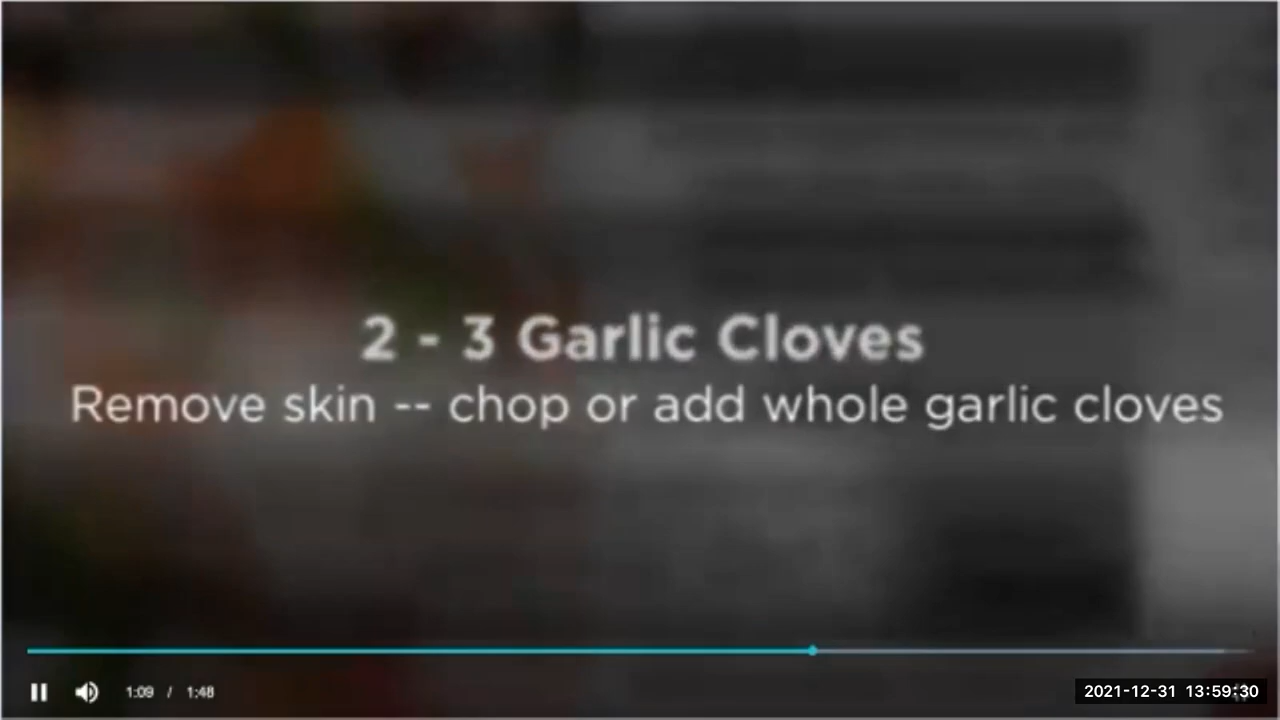 2 - 3 Garlic Cloves
Remove skin -- chop or add whole garlic cloves
1:09 / 1:48
2021-12-31 13:59:30